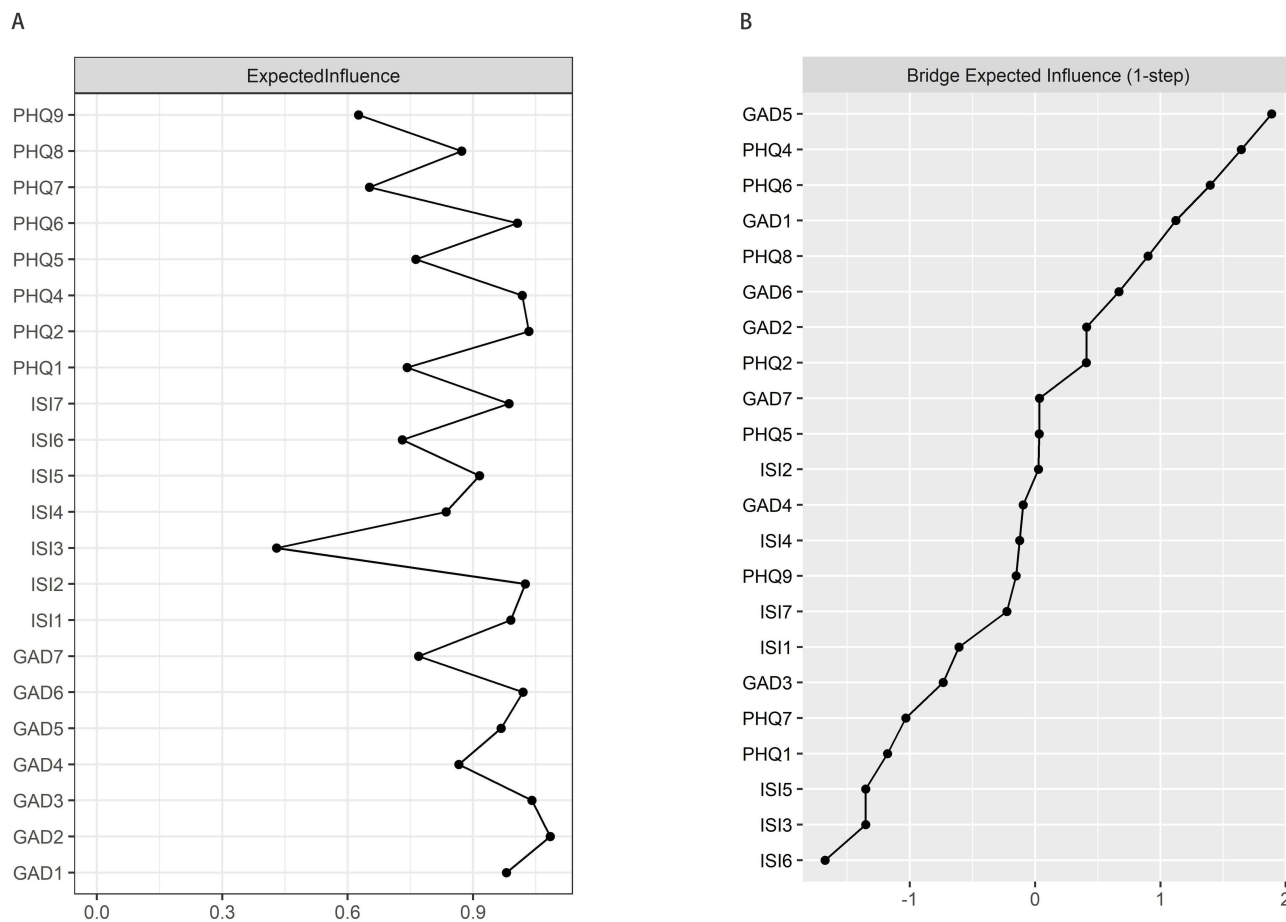 A
ExpectedInfluence
PHQ9
PHQ8
PHQ7
PHQ6
PHQ5
PHQ4
PHQ2
PHQ1
ISI7
ISI6
ISI5
ISI4
ISI3
ISI2
ISI1
GAD7
GAD6
GAD5
GAD4
GAD3
GAD2
GAD1
0.0 0.3 0.6 0.9
B
Bridge Expected Influence (1-step)
GAD5
PHQ4
PHQ6
GAD1
PHQ8
GAD6
GAD2
PHQ2
GAD7
PHQ5
ISI2
GAD4
ISI4
PHQ9
ISI7
ISI1
GAD3
PHQ7
PHQ1
ISI5
ISI3
ISI6
-1 0 1 2